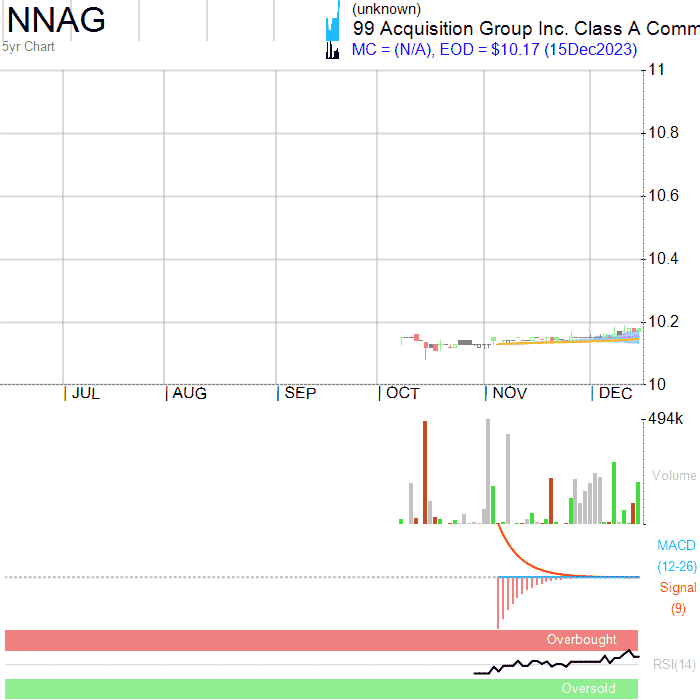 NNAG
5yr Chart
(unknown)
99 Acquisition Group Inc. Class A Comm
MC = (N/A), EOD = $10.17 (15Dec2023)
11
10.8
10.6
10.4
10.2
10
JUL AUG SEP OCT NOV DEC
494k
Volume
MACD
(12-26)
Signal
(9)
Overbought
RSI(14)
Oversold